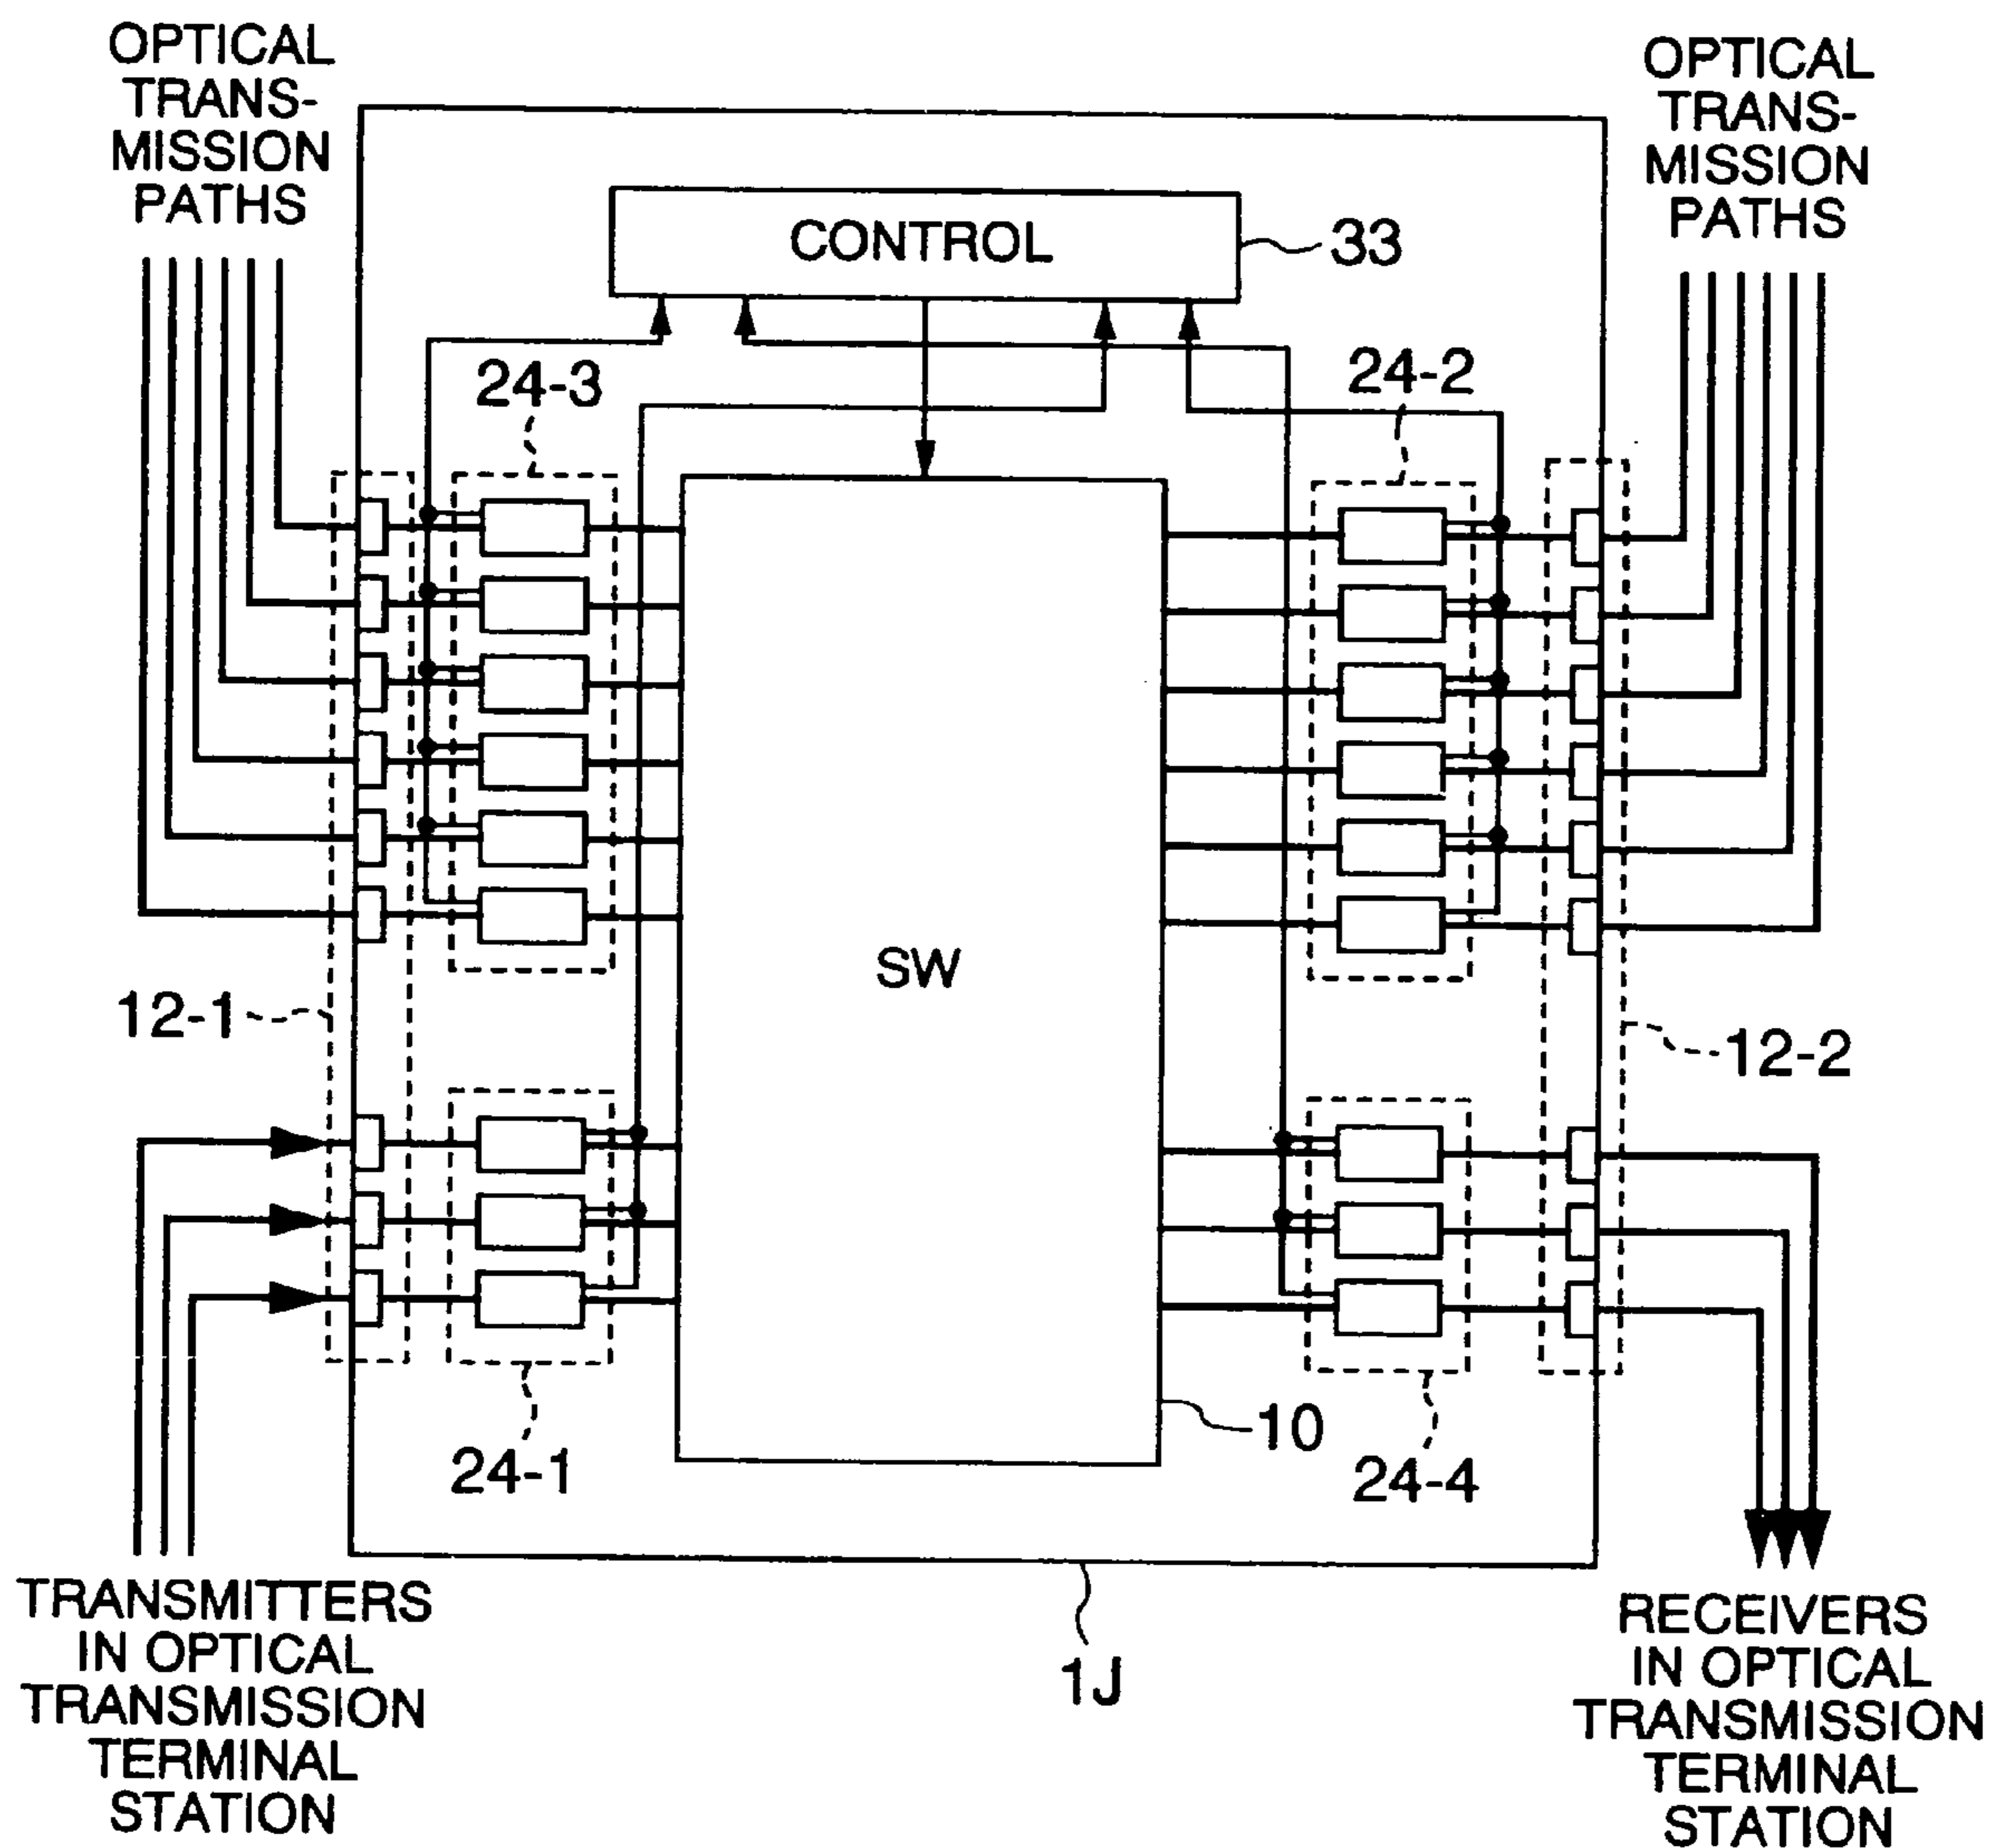 OPTICAL
TRANS-
MISSION
PATHS
OPTICAL
TRANS-
MISSION
PATHS
CONTROL
33
24-3
24-2
SW
12-1
12-2
10
24-1
24-4
1J
TRANSMITTERS
IN OPTICAL
TRANSMISSION
TERMINAL
STATION
RECEIVERS
IN OPTICAL
TRANSMISSION
TERMINAL
STATION